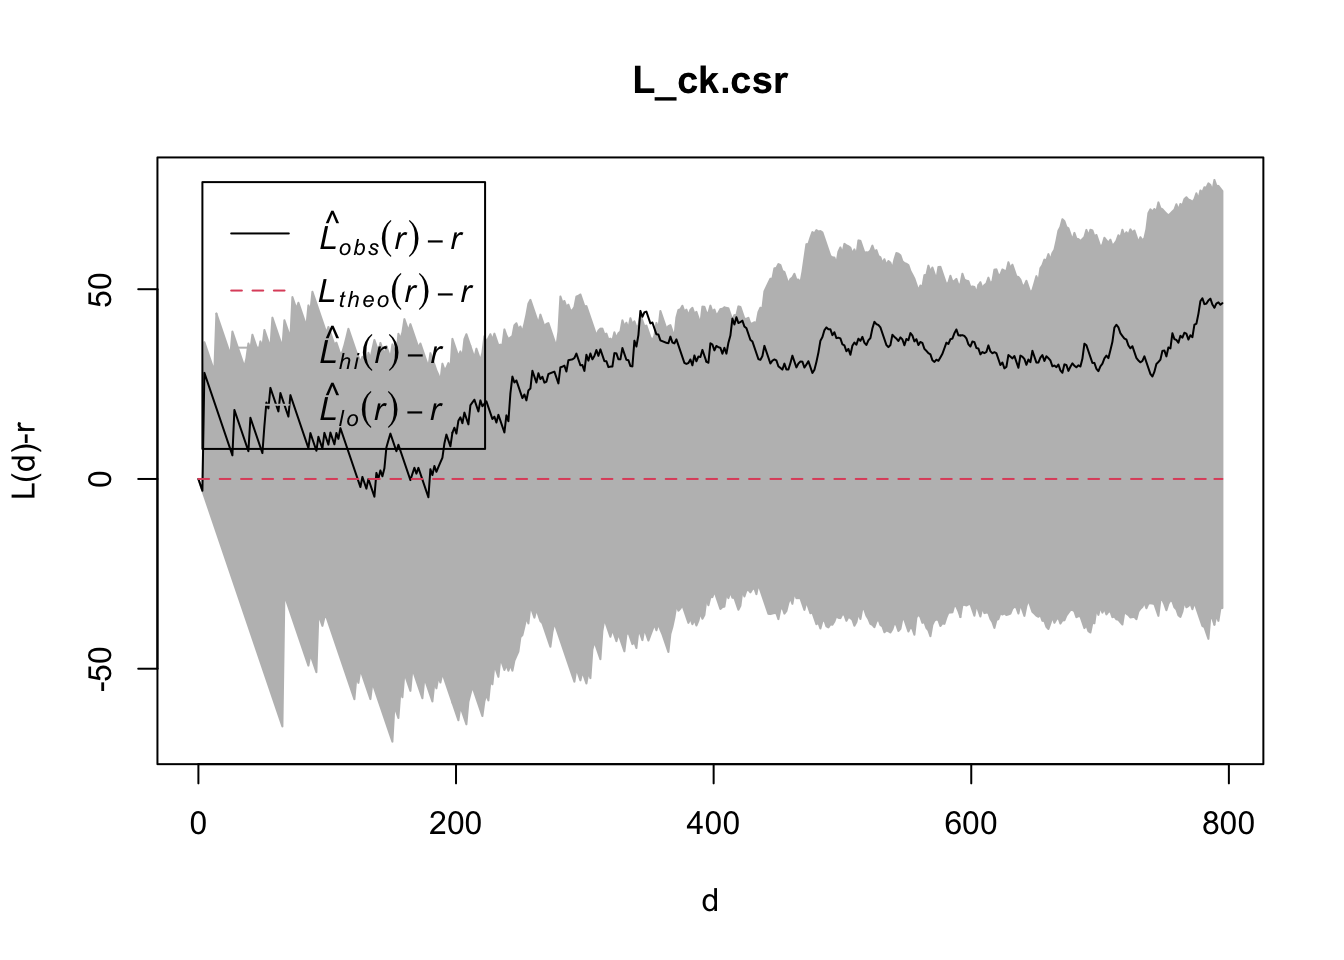 L_ck.csr
L̂obs(r) − r
Ltheo(r) − r
L̂hi(r) − r
L̂lo(r) − r
L(d)-r
50
0
-50
0 200 400 600 800
d